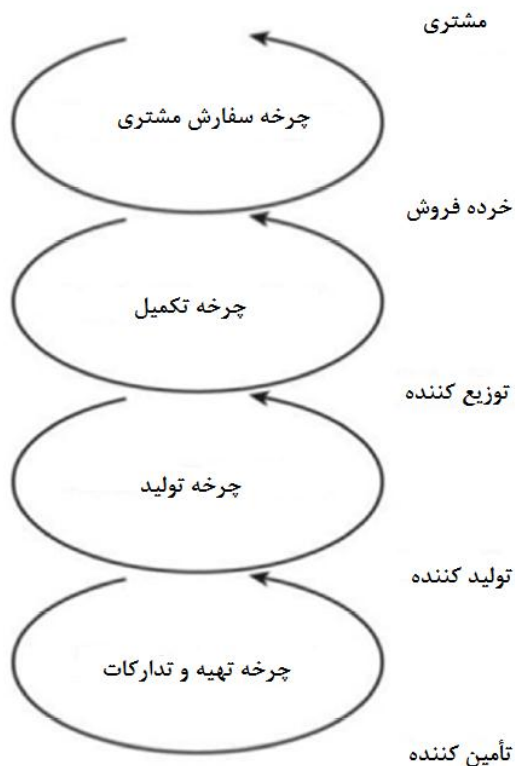 مشتری
چرخه سفارش مشتری
خرده فروش
چرخه تکمیل
توزیع کننده
چرخه تولید
تولید کننده
چرخه تهیه و تدارکات
تأمین کننده